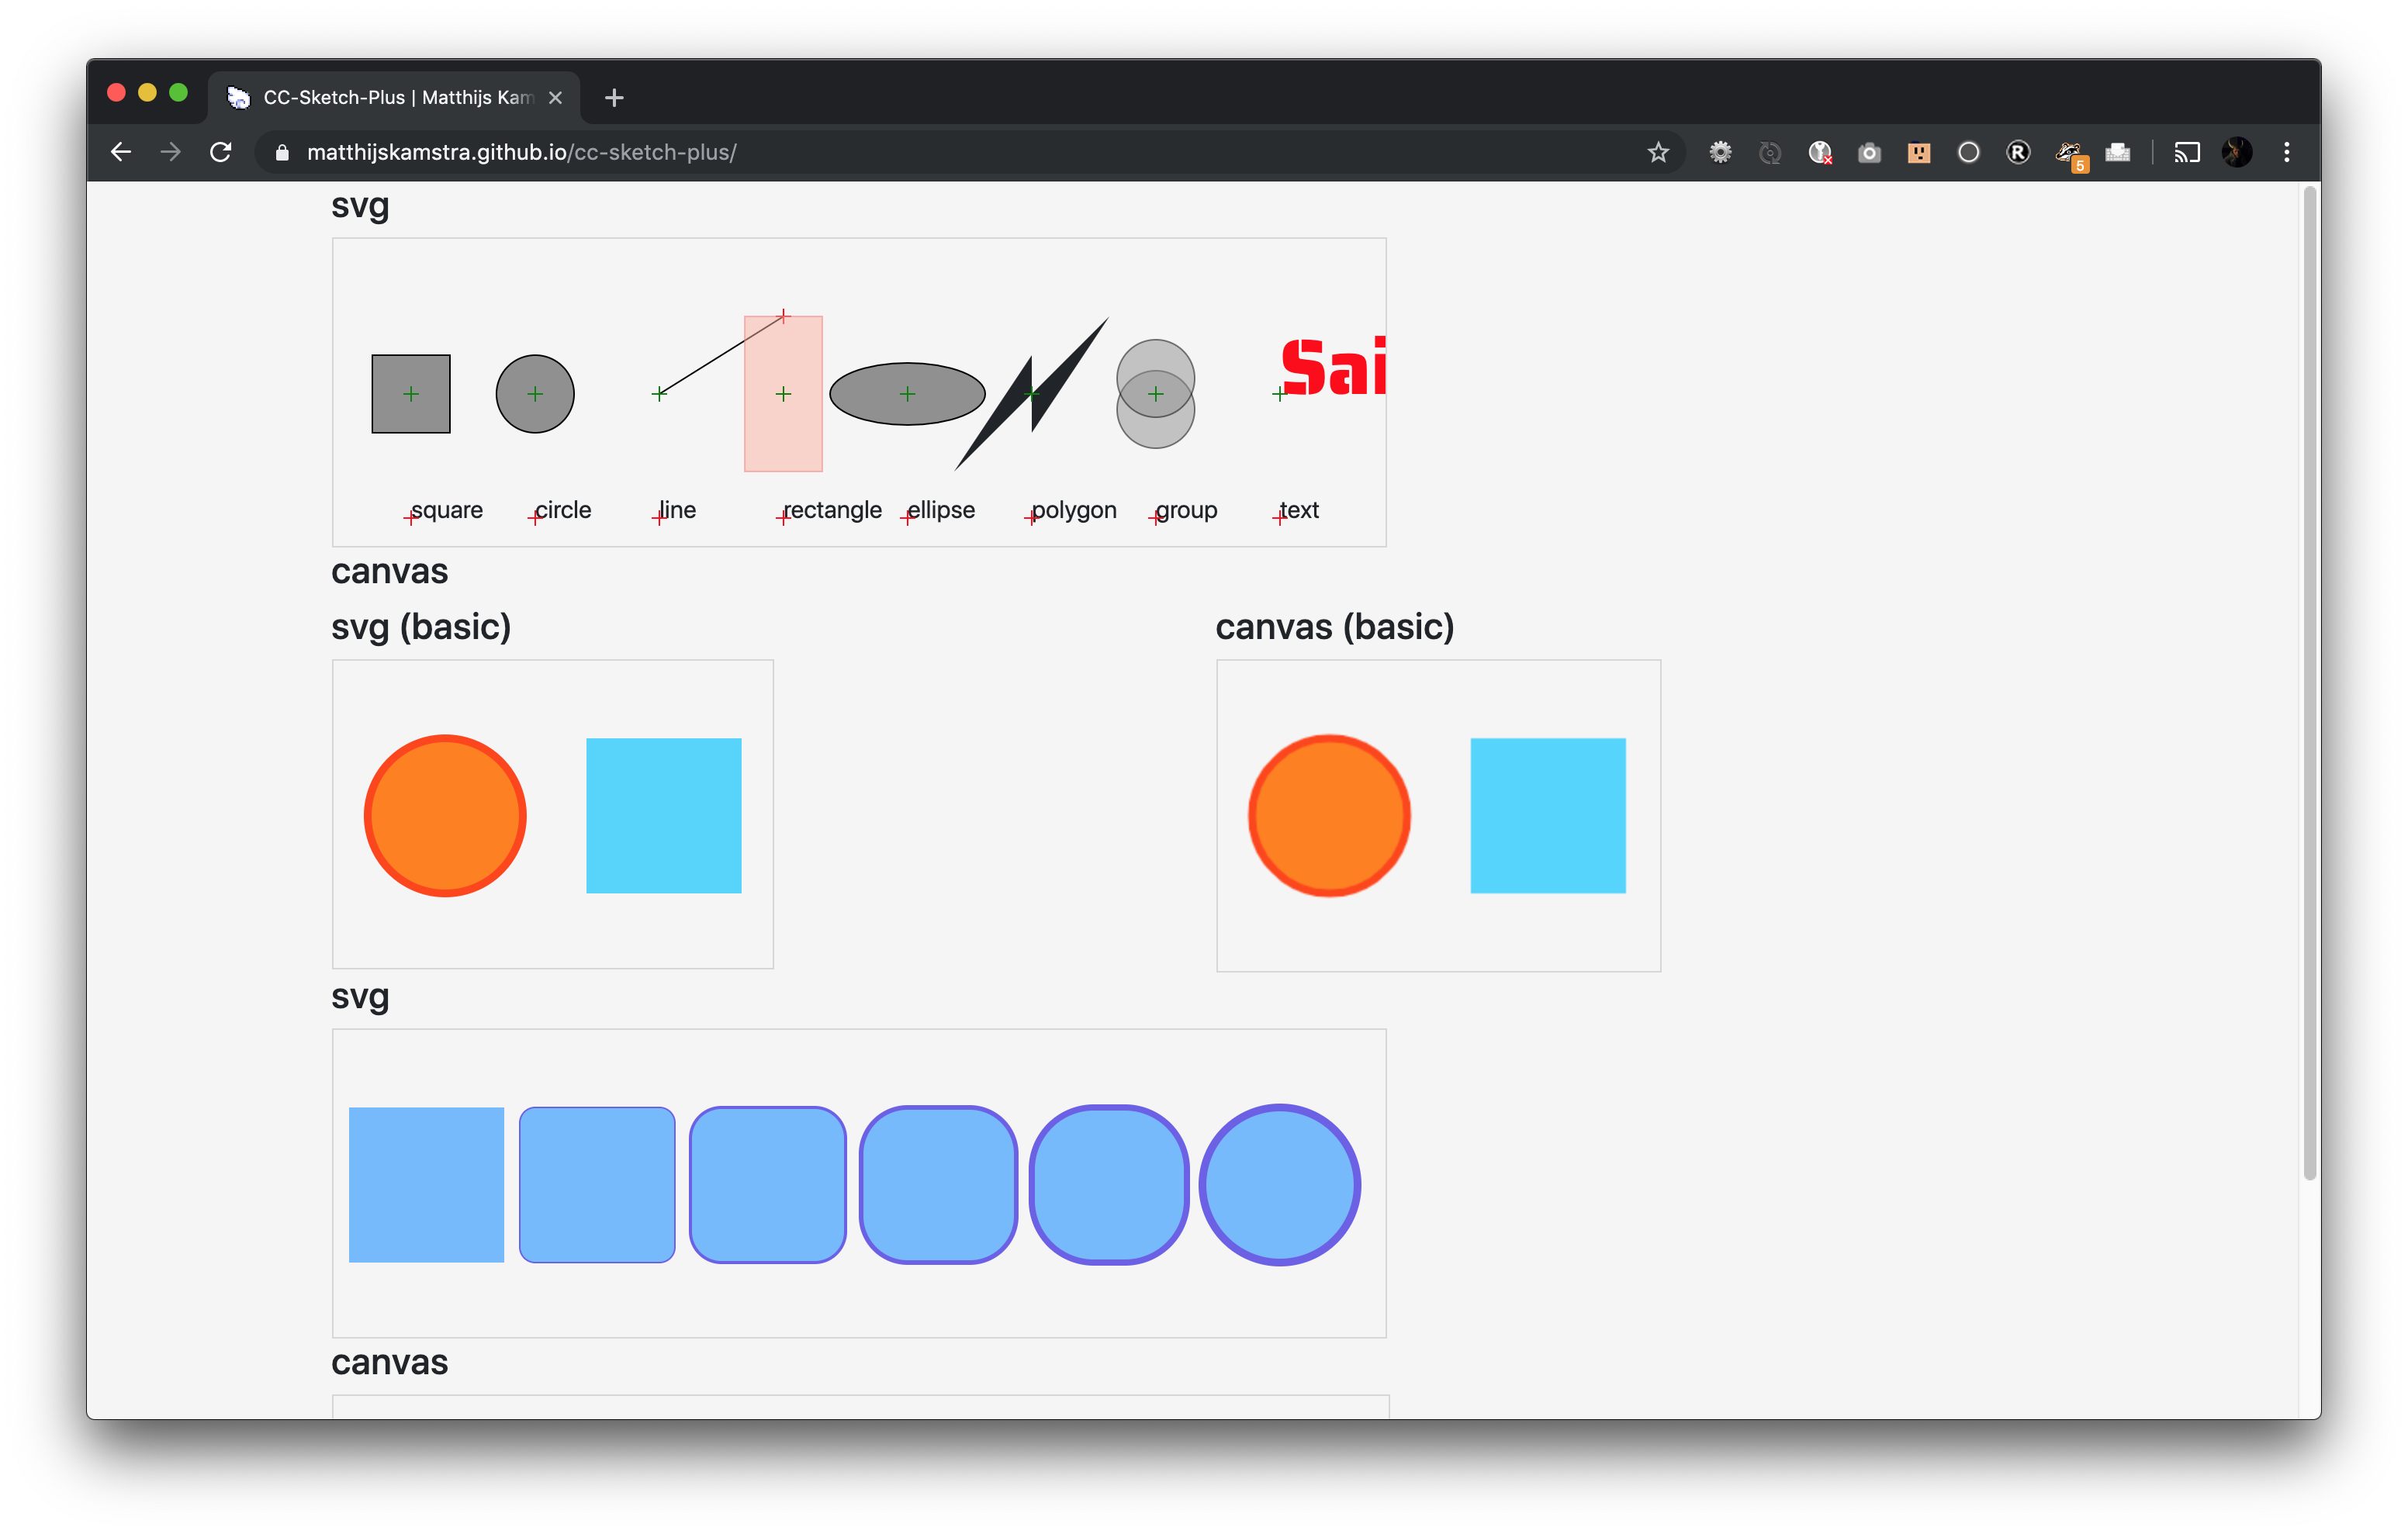 CC-Sketch-Plus | Matthijs Kam
matthijskamstra.github.io/cc-sketch-plus/
R
5
svg
Sai
square circle line rectangle ellipse polygon group text
canvas
svg (basic) canvas (basic)
svg
canvas